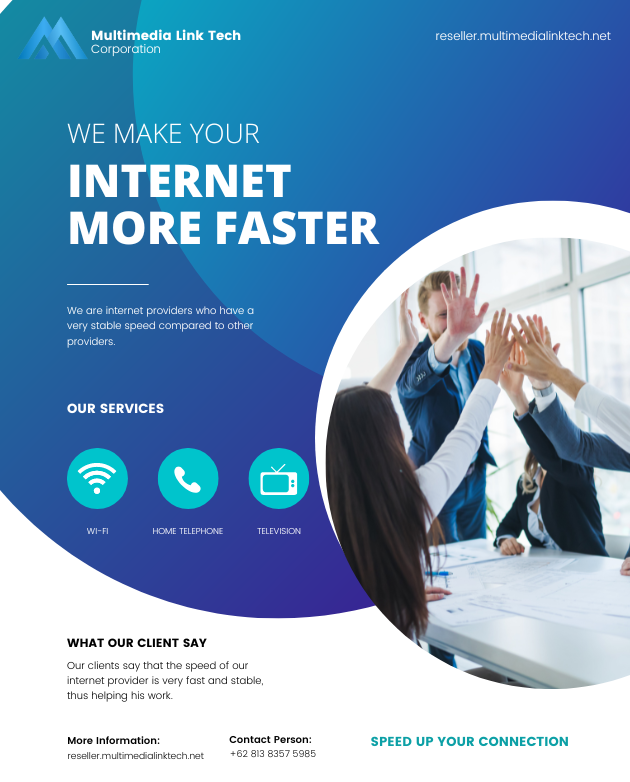 Multimedia Link Tech
Corporation
reseller.multimedialinktech.net
WE MAKE YOUR
INTERNET
MORE FASTER
We are internet providers who have a
very stable speed compared to other
providers.
OUR SERVICES
WI-FI
HOME TELEPHONE
TELEVISION
WHAT OUR CLIENT SAY
Our clients say that the speed of our
internet provider is very fast and stable,
thus helping his work.
More Information:
reseller.multimedialinktech.net
Contact Person:
+62 813 8357 5985
SPEED UP YOUR CONNECTION